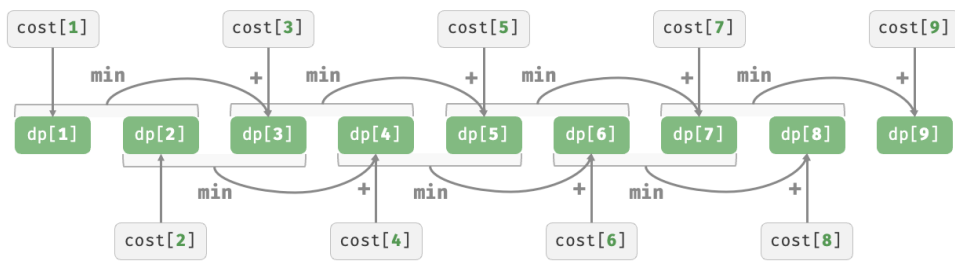 cost[1] cost[3] cost[5] cost[7] cost[9]
min + min + min + min +
dp[1] dp[2] dp[3] dp[4] dp[5] dp[6] dp[7] dp[8] dp[9]
min + min + min +
cost[2] cost[4] cost[6] cost[8]